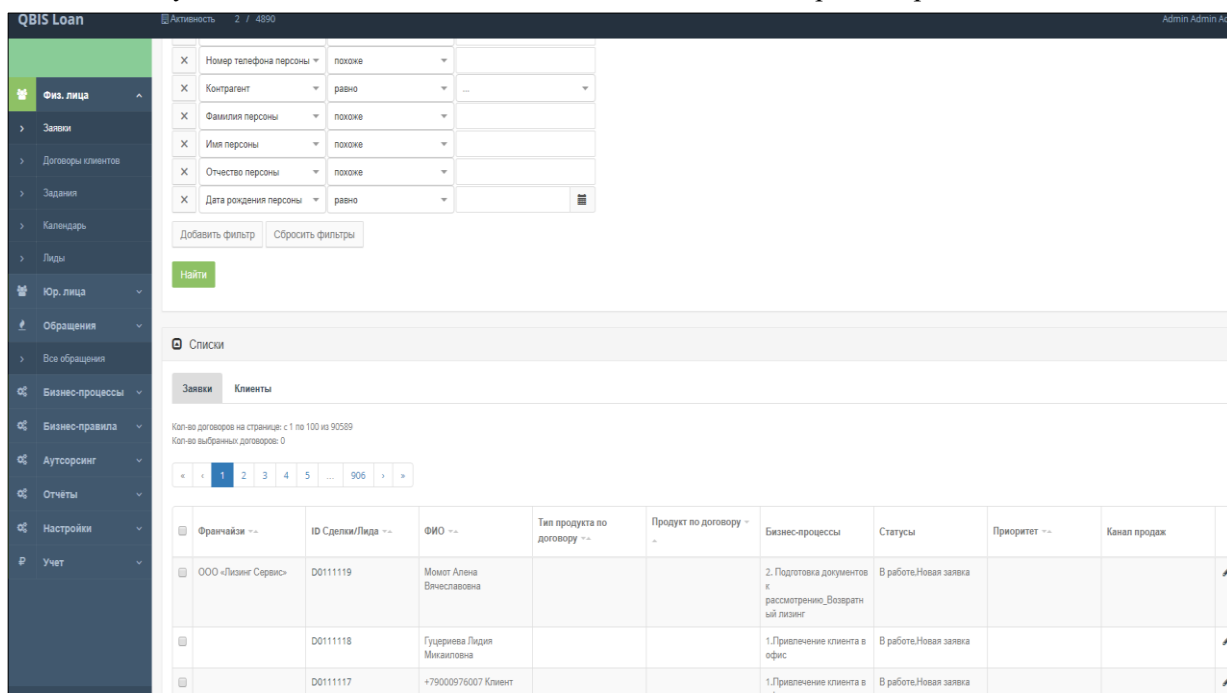 QBIS Loan Активность 2 / 4890 Admin Admin
Номер телефона персоны похоже
Физ. лица Контрагент равно ...
Фамилия персоны похоже
Заявки
Имя персоны похоже
Договоры клиентов
Отчество персоны похоже
Задания
Дата рождения персоны равно
Календарь
Добавить фильтр Сбросить фильтры
Лиды
Найти
Юр. лица
Обращения
Списки
Все обращения
Заявки Клиенты
Бизнес-процессы
Бизнес-правила
Кол-во договоров на странице: с 1 по 100 из 90589
Кол-во выбранных договоров: 0
Аутсорсинг
« ‹ 1 2 3 4 5 ... 906 › »
Отчёты
Настройки
Франчайзи ID Сделки/Лида ФИО Тип продукта по договору Продукт по договору Бизнес-процессы Статусы Приоритет Канал продаж
Учет
ООО «Лизинг Сервис» D0111119 Момот Алена В работе.Новая заявка
Вячеславовна
2. Подготовка документов
к
рассмотрению_Возвратн
ый лизинг
D0111118 Гуцериева Лидия 1.Привлечение клиента в В работе.Новая заявка
Микаиловна офис
D0111117 +79000976007 Клиент 1.Привлечение клиента в В работе.Новая заявка